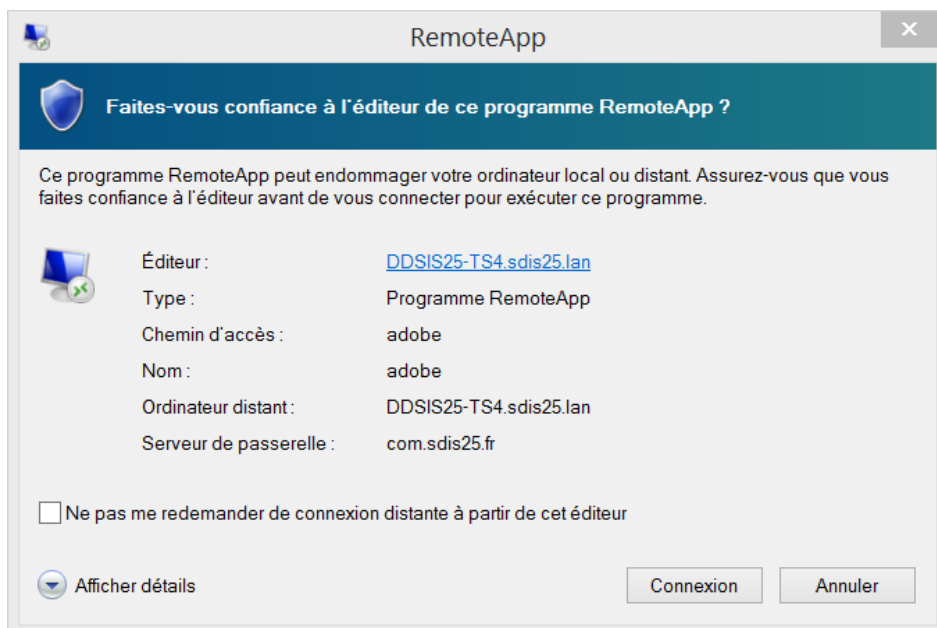 RemoteApp
Faites-vous confiance à l'éditeur de ce programme RemoteApp ?
Ce programme RemoteApp peut endommager votre ordinateur local ou distant. Assurez-vous que vous
faites confiance à l'éditeur avant de vous connecter pour exécuter ce programme.
Éditeur : DDSIS25-TS4.sdis25.lan
Type : Programme RemoteApp
Chemin d'accès : adobe
Nom : adobe
Ordinateur distant : DDSIS25-TS4.sdis25.lan
Serveur de passerelle : com.sdis25.fr
Ne pas me redemander de connexion distante à partir de cet éditeur
Afficher détails Connexion Annuler